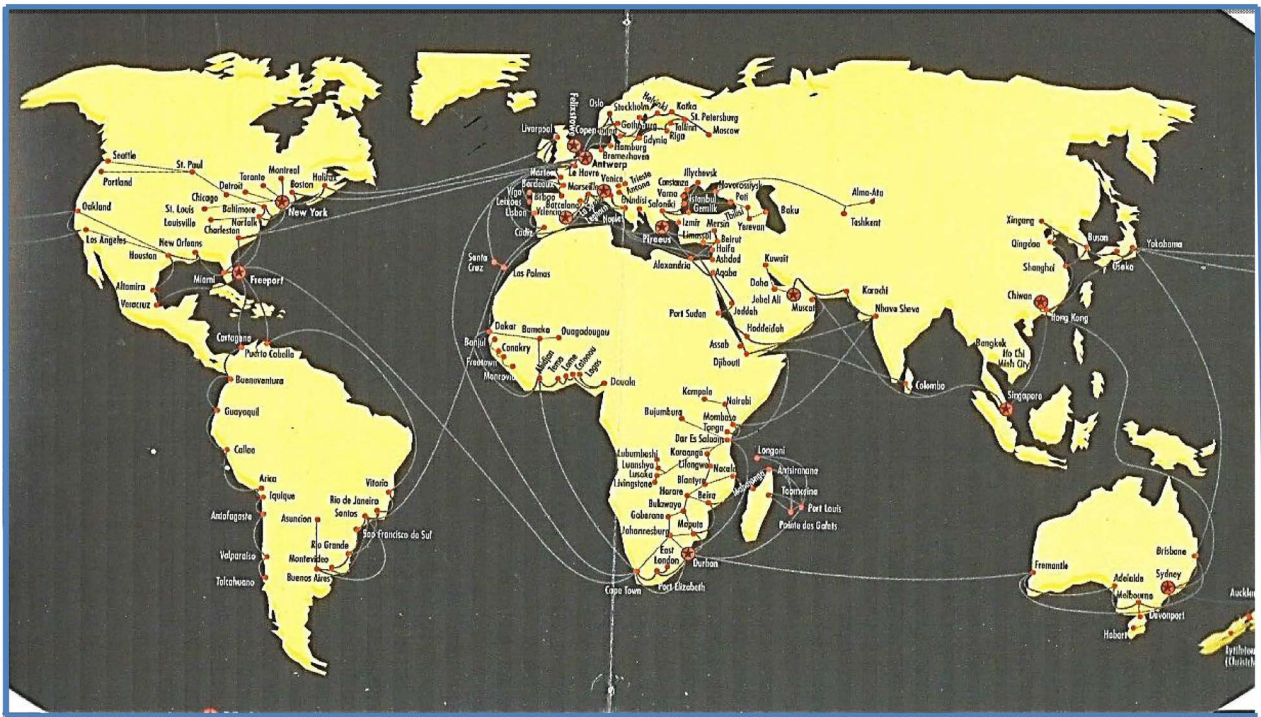 Seattle
Portland
Oakland
Los Angeles
St. Paul
Chicago
St. Louis
Louisville
Detroit
Toronto
Montreal
Boston
Halifax
Baltimore
New York
Norfolk
Charleston
New Orleans
Houston
Miami
Freeport
Altamira
Veracruz
Cartagena
Puerto Cabello
Buenaventura
Guayaquil
Callao
Arica
Iquique
Antofagasta
Valparaiso
Talcahuano
Asuncion
Vitoria
Rio de Janeiro
Santos
Sao Francisco do Sul
Rio Grande
Montevideo
Buenos Aires
Liverpool
Felixstowe
Oslo
Stockholm
Helsinki
Kotka
St. Petersburg
Moscow
Tallinn
Riga
Gdynia
Hamburg
Bremerhaven
Antwerp
Le Havre
Bordeaux
Vigo
Bilbao
Leixoes
Lisbon
Cadiz
Valencia
Barcelona
Venice
Trieste
Ancona
Brindisi
Saloniki
Piraeus
Constanza
Varna
Illychevsk
Novorossiysk
Istanbul
Gemlik
Izmir
Mersin
Poti
Tbilisi
Yerevan
Baku
Alma-Ata
Tashkent
Limassol
Beirut
Haifa
Ashdod
Alexandria
Aqaba
Kuwait
Doha
Jebel Ali
Muscat
Karachi
Nhava Sheva
Port Sudan
Jeddah
Hoddeidah
Assab
Djibouti
Colombo
Santa
Cruz
Las Palmas
Dakar
Bamako
Ouagadougou
Banjul
Conakry
Freetown
Monrovia
Abidjan
Tema
Lome
Cotonou
Lagos
Douala
Kampala
Nairobi
Bujumbura
Mombasa
Tanga
Dar Es Salaam
Karoanga
Lubumbashi
Luanshya
Lusaka
Livingstone
Lilongwe
Nacala
Blantyre
Harare
Beira
Bulawayo
Goberone
Maputo
Johannesburg
East
London
Durban
Port Elizabeth
Cape Town
Longoni
Antsiranane
Majunga
Taomasina
Port Louis
Pointe des Galets
Xingang
Qingdao
Shanghai
Busan
Yokohama
Osaka
Chiwan
Hong Kong
Bangkok
Ho Chi
Minh City
Singapore
Fremantle
Adelaide
Melbourne
Devonport
Hobart
Sydney
Brisbane